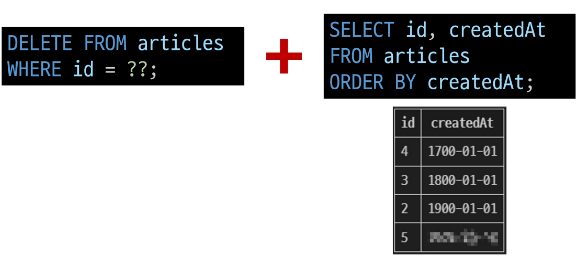 DELETE FROM articles
WHERE id = ??;
SELECT id, createdAt
FROM articles
ORDER BY createdAt;
id createdAt
4 1700-01-01
3 1800-01-01
2 1900-01-01
5